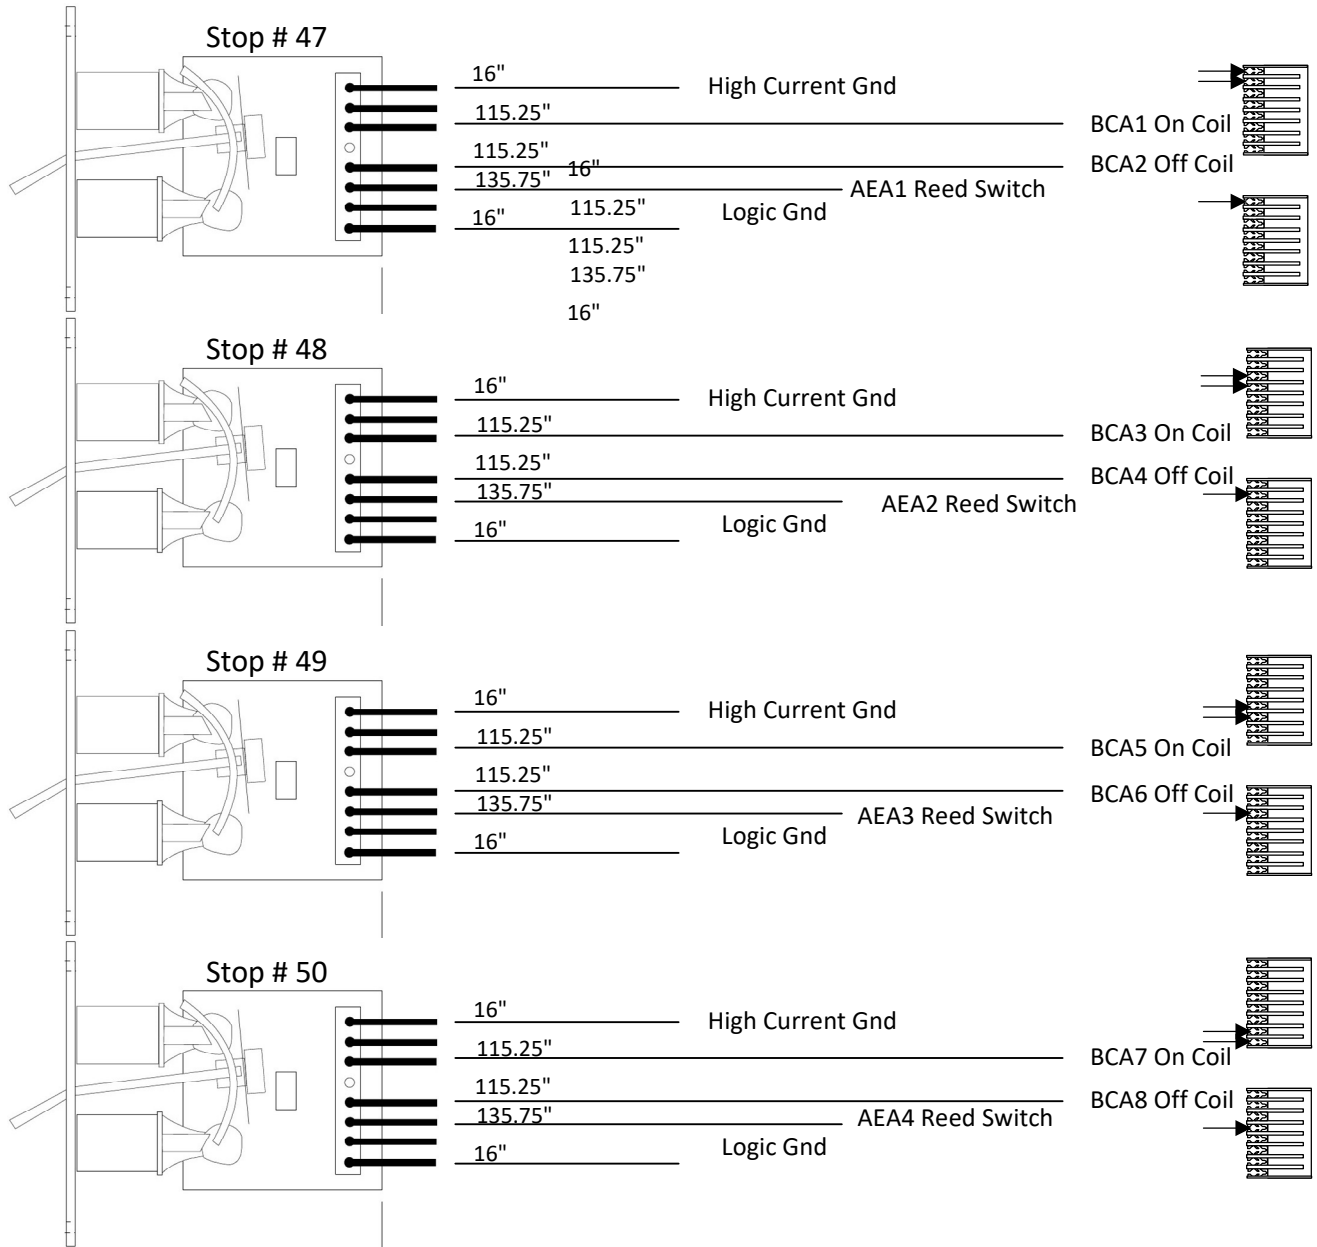 Stop # 47
16"
High Current Gnd
115.25"
BCA1 On Coil
115.25"
16"
BCA2 Off Coil
135.75"
AEA1 Reed Switch
115.25"
Logic Gnd
16"
115.25"
135.75"
16"
Stop # 48
16"
High Current Gnd
115.25"
BCA3 On Coil
115.25"
BCA4 Off Coil
135.75"
AEA2 Reed Switch
Logic Gnd
16"
Stop # 49
16"
High Current Gnd
115.25"
BCA5 On Coil
115.25"
BCA6 Off Coil
135.75"
AEA3 Reed Switch
Logic Gnd
16"
Stop # 50
16"
High Current Gnd
115.25"
BCA7 On Coil
115.25"
BCA8 Off Coil
135.75"
AEA4 Reed Switch
Logic Gnd
16"